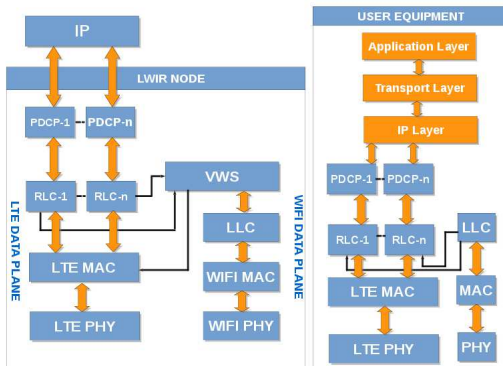 IP
LWIR NODE
PDCP-1
PDCP-n
RLC-1
RLC-n
VWS
LLC
LTE MAC
WIFI MAC
LTE PHY
WIFI PHY
LTE DATA PLANE
WIFI DATA PLANE
USER EQUIPMENT
Application Layer
Transport Layer
IP Layer
PDCP-1
PDCP-n
RLC-1
RLC-n
LLC
LTE MAC
MAC
LTE PHY
PHY